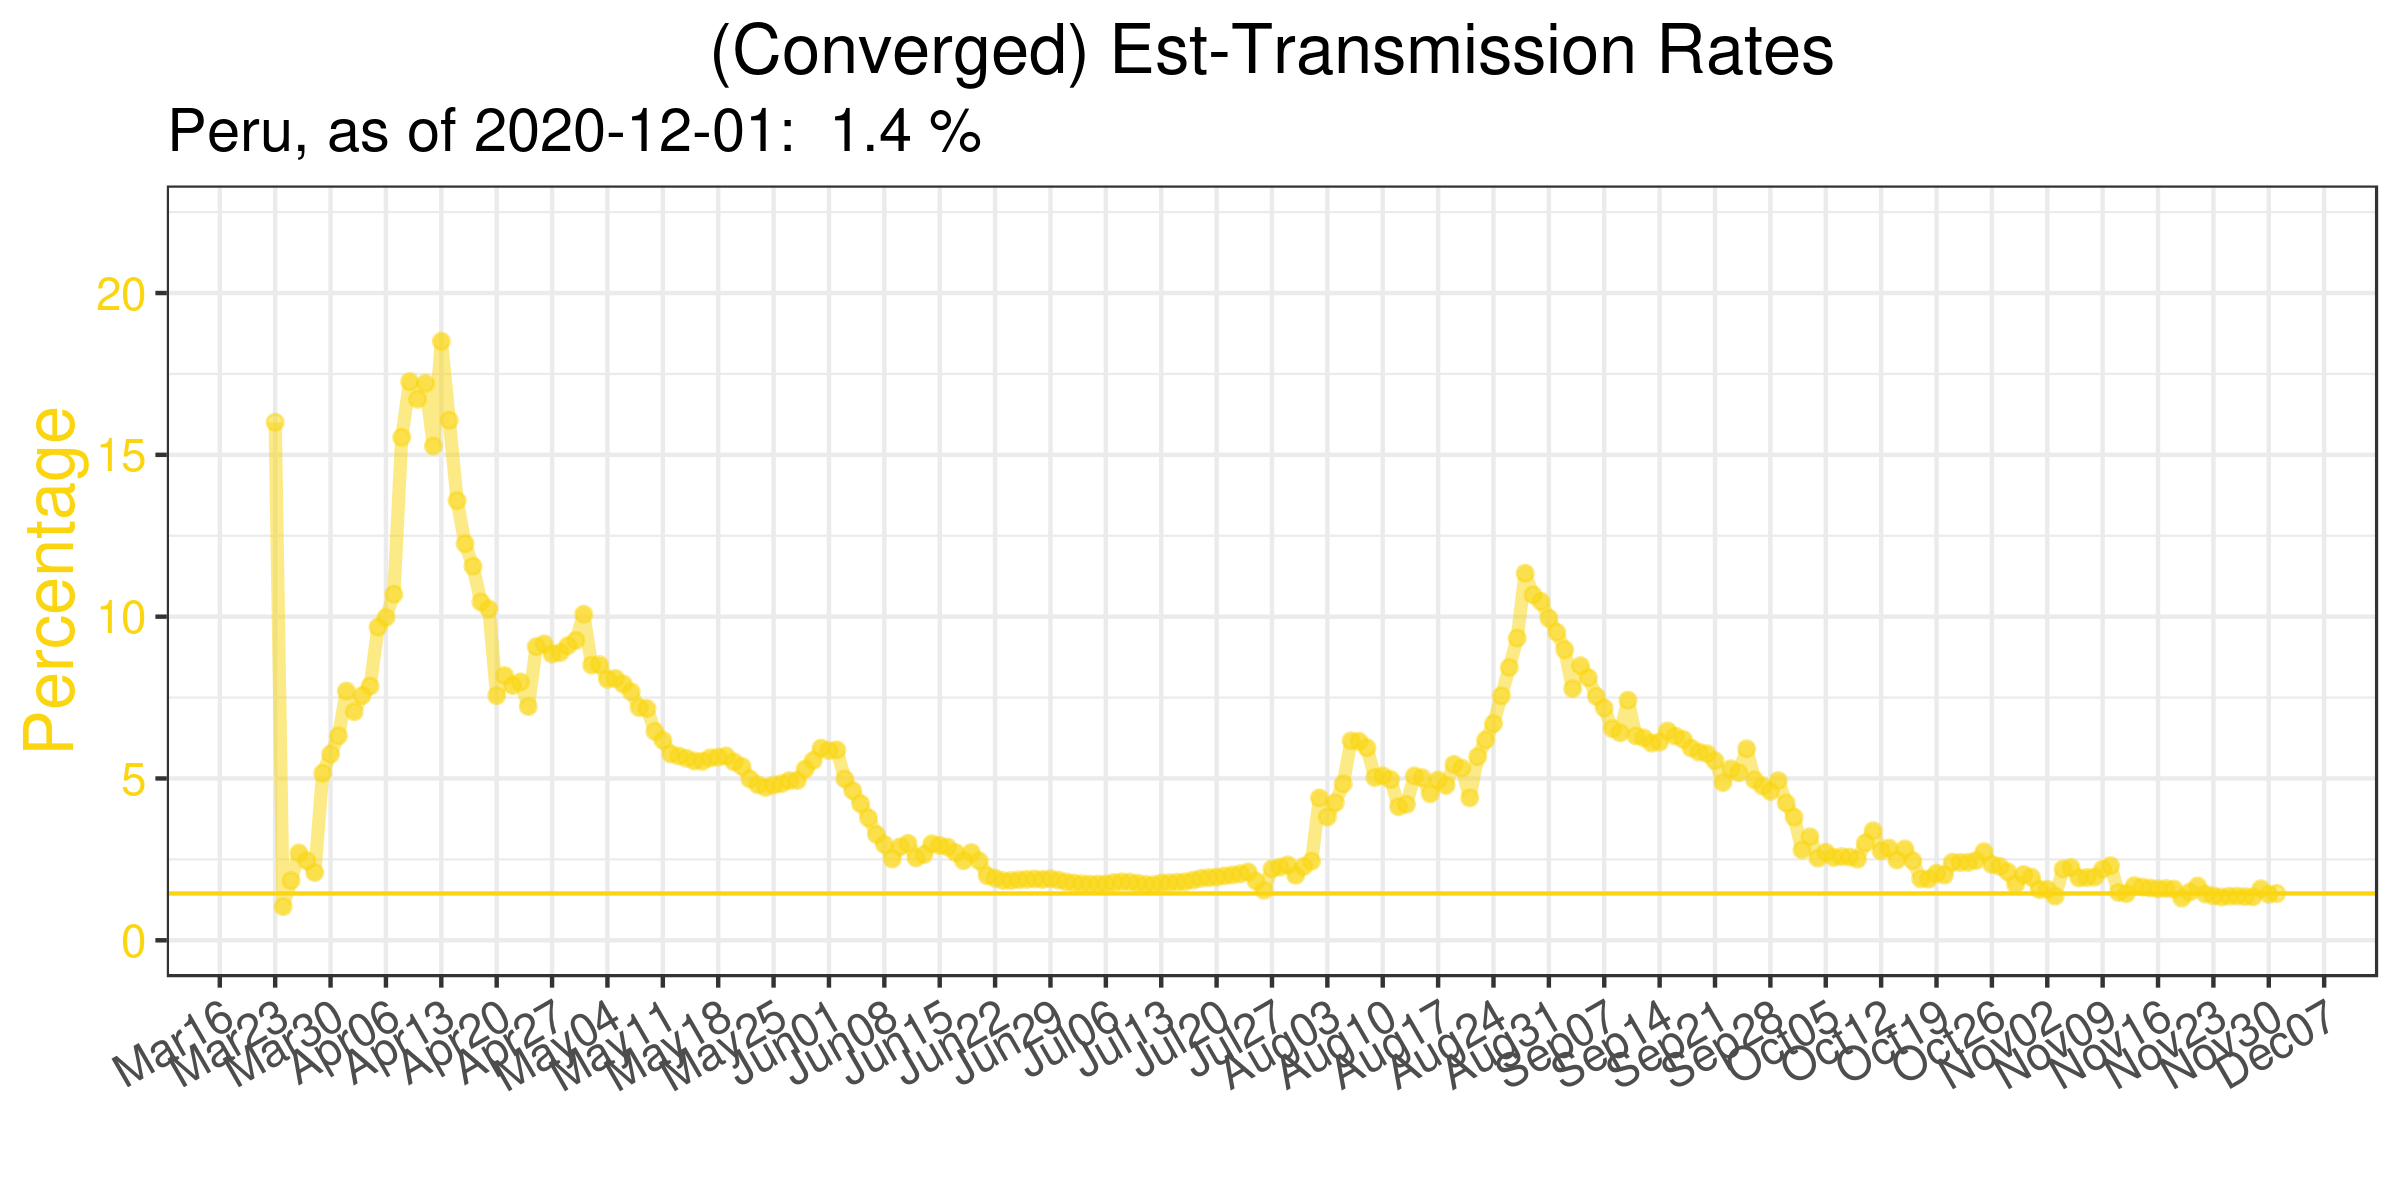 (Converged) Est-Transmission Rates
Peru, as of 2020-12-01:  1.4 %
Percentage
20
15
10
5
0
Mar16
Mar23
Mar30
Apr06
Apr13
Apr20
Apr27
May04
May11
May18
May25
Jun01
Jun08
Jun15
Jun22
Jun29
Jul06
Jul13
Jul20
Jul27
Aug03
Aug10
Aug17
Aug24
Aug31
Sep07
Sep14
Sep21
Sep28
Oct05
Oct12
Oct19
Oct26
Nov02
Nov09
Nov16
Nov23
Nov30
Dec07